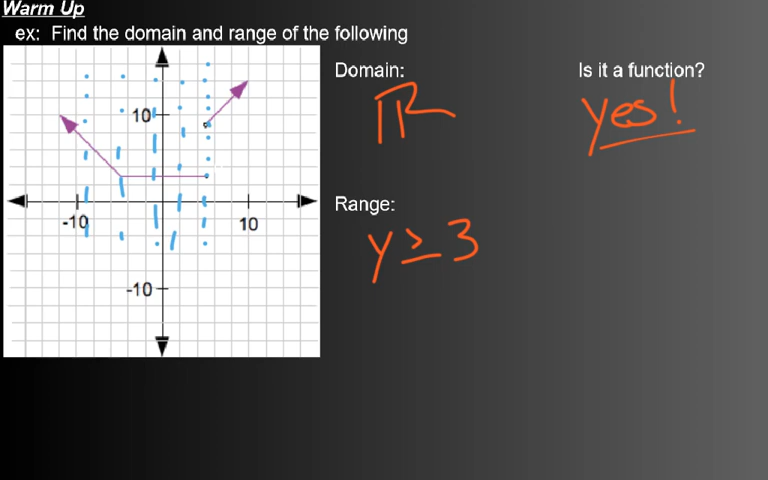 Warm Up
ex: Find the domain and range of the following
Domain:
ℝ
Is it a function?
yes!
Range:
y ≥ 3
10
-10
10
-10